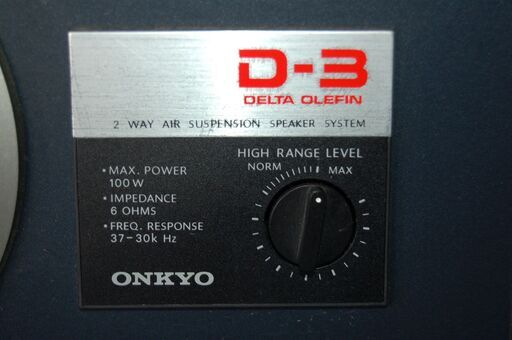 D-3
DELTA OLEFIN
2 WAY AIR SUSPENSION SPEAKER SYSTEM
HIGH RANGE LEVEL
NORM MAX
•MAX. POWER
100 W
•IMPEDANCE
6 OHMS
•FREQ. RESPONSE
37-30k Hz
ONKYO